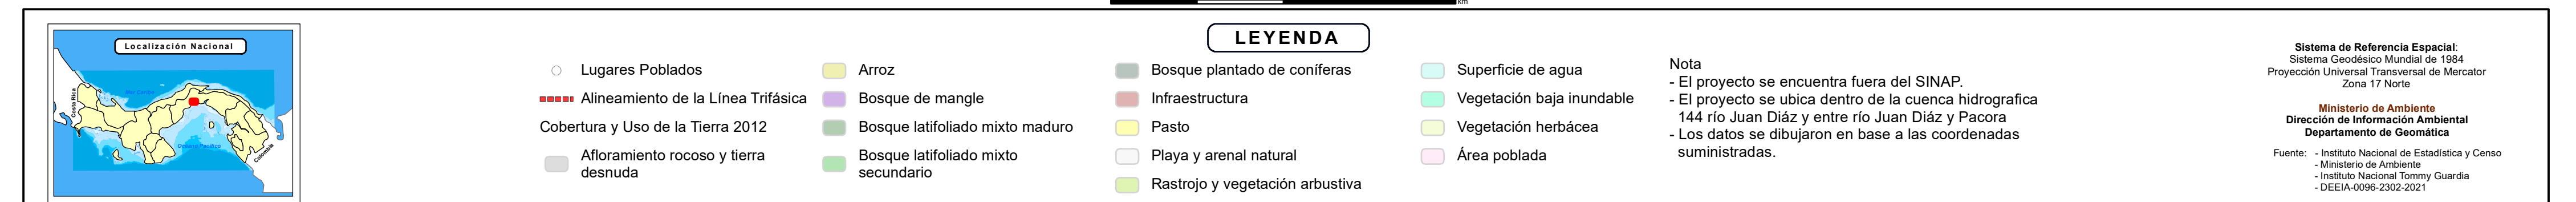 km
Localización Nacional
Mar Caribe
Costa Rica
Océano Pacífico
Colombia
LEYENDA
Lugares Poblados
Alineamiento de la Línea Trifásica
Cobertura y Uso de la Tierra 2012
Afloramiento rocoso y tierra
desnuda
Arroz
Bosque de mangle
Bosque latifoliado mixto maduro
Bosque latifoliado mixto
secundario
Bosque plantado de coníferas
Infraestructura
Pasto
Playa y arenal natural
Rastrojo y vegetación arbustiva
Superficie de agua
Vegetación baja inundable
Vegetación herbácea
Área poblada
Nota
- El proyecto se encuentra fuera del SINAP.
- El proyecto se ubica dentro de la cuenca hidrografica
144 río Juan Diáz y entre río Juan Diáz y Pacora
- Los datos se dibujaron en base a las coordenadas
suministradas.
Sistema de Referencia Espacial:
Sistema Geodésico Mundial de 1984
Proyección Universal Transversal de Mercator
Zona 17 Norte
Ministerio de Ambiente
Dirección de Información Ambiental
Departamento de Geomática
Fuente: - Instituto Nacional de Estadística y Censo
- Ministerio de Ambiente
- Instituto Nacional Tommy Guardia
- DEEIA-0096-2302-2021